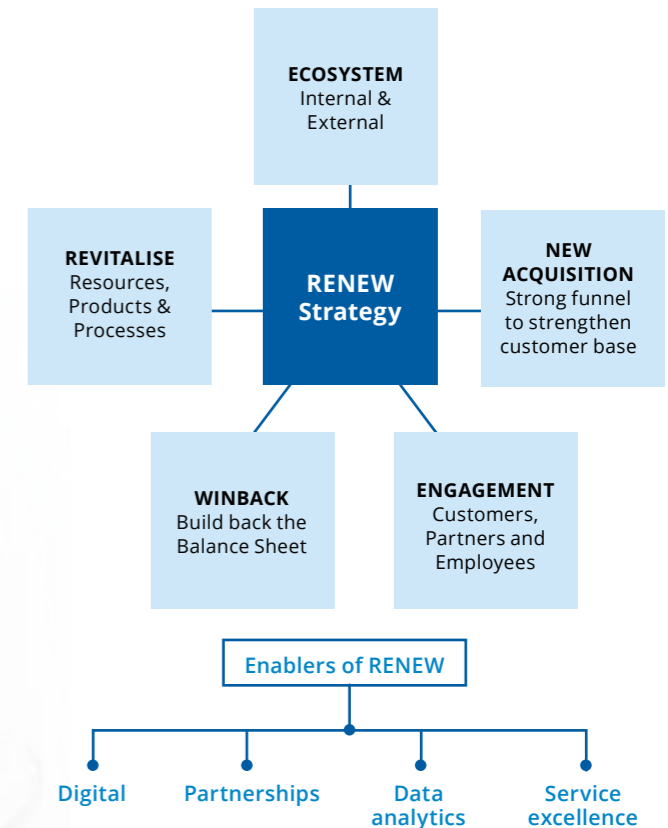 ECOSYSTEM
Internal &
External
REVITALISE
Resources,
Products &
Processes
RENEW
Strategy
NEW
ACQUISITION
Strong funnel
to strengthen
customer base
WINBACK
Build back the
Balance Sheet
ENGAGEMENT
Customers,
Partners and
Employees
Enablers of RENEW
Digital
Partnerships
Data
analytics
Service
excellence